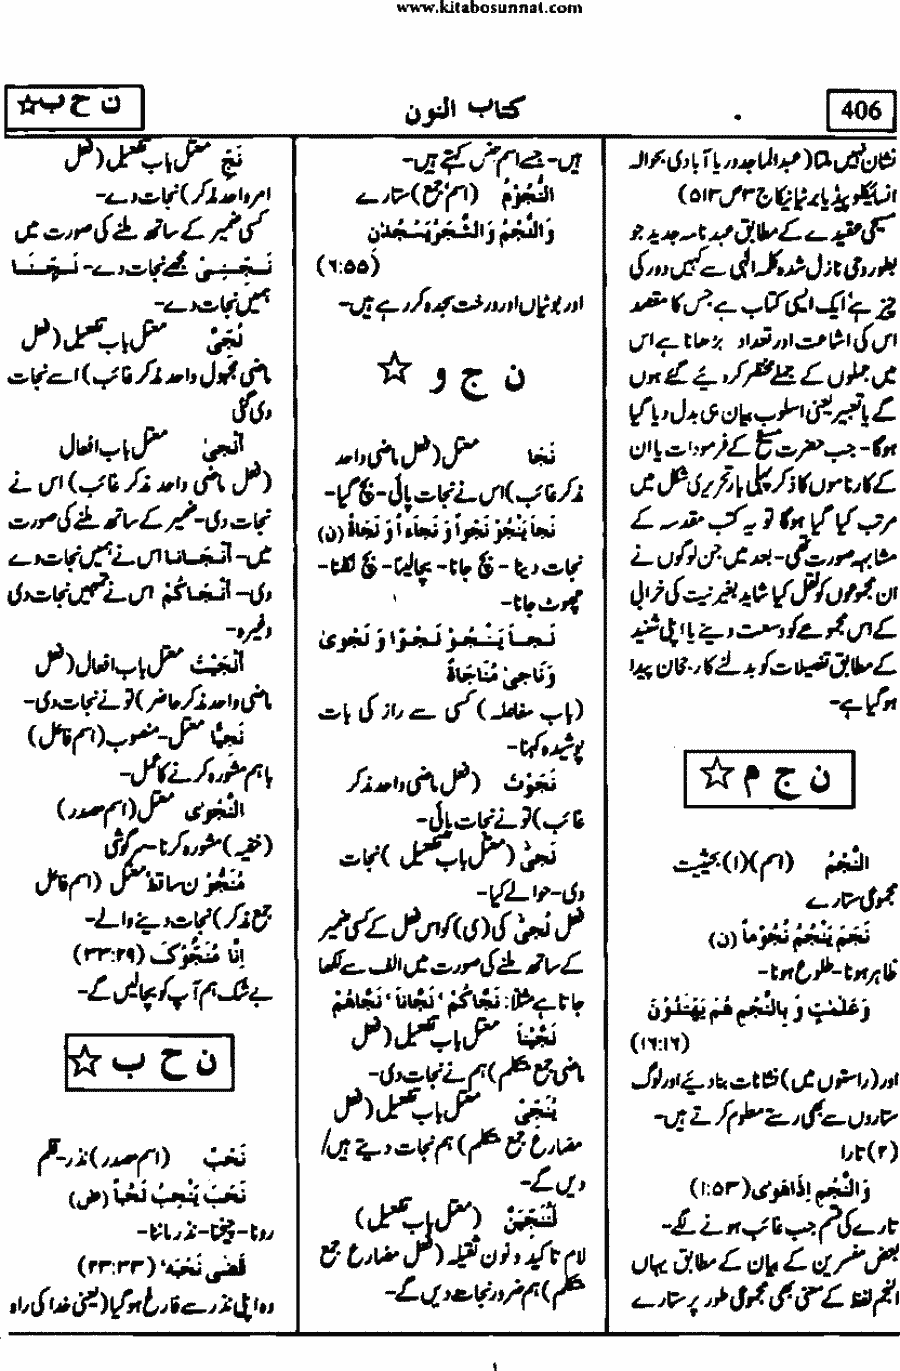 www.kitabosunnat.com
406
کتاب النون
ن ح ب☆
نشان نہیں ملا (عبدالماجد دریا آبادی بحوالہ
انسائیکلو پیڈیا برٹانیکا ج ۳ ص ۵۱۳)
مسیحی عقیدے کے مطابق عہد نامہ جدید جو
بطور وحی نازل شدہ کلمہ الٰہی سے کہیں دور کی
چیز ہے ایک ایسی کتاب ہے جس کا مقصد
اس کی اشاعت اور تعداد بڑھانا ہے اس
میں جملوں کے جملے مختصر کر دیئے گئے ہوں
گے یا تعبیر یعنی اسلوب بیان ہی بدل دیا گیا
ہوگا۔ جب حضرت مسیح کے فرمودات یا ان
کے کارناموں کا ذکر پہلی بار تحریری شکل میں
مرتب کیا گیا ہوگا تو یہ کتب مقدسہ کے
مشابہ صورت تھی۔ بعد میں جن لوگوں نے
ان مجموعوں کو نقل کیا شاید بغیر نیت کی خرابی
کے اس مجموعے کو وسعت دینے یا اپنی شنید
کے مطابق تفصیلات کو بدلنے کا رجحان پیدا
ہو گیا ہے۔
ن ج م ☆
النَّجْمُ (اسم) (۱) بحیثیت
مجموعی ستارے
نَجَمَ يَنْجُمُ نُجُوْماً (ن)
ظاہر ہونا۔ طلوع ہونا۔
وَعَلٰمٰتٍ وَ بِالنَّجْمِ هُمْ يَهْتَدُوْنَ
(۱۶:۱۶)
اور (راستوں میں) نشانات بنا دیئے اور لوگ
ستاروں سے بھی رستے معلوم کرتے ہیں۔
(۲) تارا
وَالنَّجْمِ اِذَا هَوٰى (۱:۵۳)
تارے کی قسم جب غائب ہونے لگے۔
بعض مفسرین کے بیان کے مطابق یہاں
النجم لفظ کے معنی بھی مجموعی طور پر ستارے
ہیں۔ جسے اسم جنس کہتے ہیں۔
النُّجُوْمُ (اسم جمع) ستارے
وَالنَّجْمُ وَالشَّجَرُ يَسْجُدٰن
(۶:۵۵)
اور بوٹیاں اور درخت سجدہ کر رہے ہیں۔
ن ج و ☆
نَجَا معتل (فعل ماضی واحد
مذکر غائب) اس نے نجات پائی۔ بچ گیا۔
نَجَا يَنْجُوْ نَجْواً وَ نَجَاءً وَ نَجَاةً (ن)
نجات دینا۔ بچ جانا۔ بچا لینا۔ بچ نکلنا۔
چھوٹ جانا۔
نَجَا يَنْجُوْ نَجْوًا وَ نَجْوىٰ
وَنَاجىٰ مُنَاجَاةً
(باب مفاعلہ) کسی سے راز کی بات
پوشیدہ کہنا۔
نَجَوْتَ (فعل ماضی واحد مذکر
غائب) تو نے نجات پائی۔
نَجّىٰ (معتل باب تفعیل) نجات
دی۔ حوالے کیا۔
فعل نَجّىٰ کی (ی) کو اس فعل کے کسی ضمیر
کے ساتھ ملنے کی صورت میں الف سے لکھا
جاتا ہے مثلًا: نَجَّاكُمْ، نَجَّانَا، نَجَّاهُمْ
نَجَّيْنَا معتل باب تفعیل (فعل
ماضی جمع متکلم) ہم نے نجات دی۔
نُنَجِّيْ معتل باب تفعیل (فعل
مضارع جمع متکلم) ہم نجات دیتے ہیں/
دیں گے۔
لَنُنَجِّيَنَّ (معتل باب تفعیل)
لام تاکید و نون ثقیلہ (فعل مضارع جمع
متکلم) ہم ضرور نجات دیں گے۔
نَجِّ معتل باب تفعیل (فعل
امر واحد مذکر) نجات دے۔
کسی ضمیر کے ساتھ ملنے کی صورت میں
نَجِّنِيْ مجھے نجات دے۔ نَجِّنَا
ہمیں نجات دے۔
نُجِّيَ معتل باب تفعیل (فعل
ماضی مجہول واحد مذکر غائب) اسے نجات
دی گئی
اَنْجىٰ معتل باب افعال
(فعل ماضی واحد مذکر غائب) اس نے
نجات دی۔ ضمیر کے ساتھ ملنے کی صورت
میں۔ اَنْجَانَا اس نے ہمیں نجات دے
دی۔ اَنْجَاكُمْ اس نے تمہیں نجات دی
وغیرہ۔
اَنْجَيْتَ معتل باب افعال (فعل
ماضی واحد مذکر حاضر) تو نے نجات دی۔
نَجِيًّا معتل۔ منصوب (اسم فاعل)
باہم مشورہ کرنے کا عمل۔
النَّجْوٰى معتل (اسم مصدر)
(خفیہ) مشورہ کرنا۔ سرگوشی
مُنَجُّوْ ن ساقط معتل (اسم فاعل
جمع مذکر) نجات دینے والے۔
اِنَّا مُنَجُّوْكَ (۳۳:۲۹)
بے شک ہم آپ کو بچا لیں گے۔
ن ح ب ☆
نَحْبٌ (اسم مصدر) نذر۔ قسم
نَحَبَ يَنْحِبُ نَحْباً (ض)
رونا۔ چیخنا۔ نذر ماننا۔
قَضٰى نَحْبَه، (۲۳:۳۳)
وہ اپنی نذر سے فارغ ہو گیا (یعنی خدا کی راہ